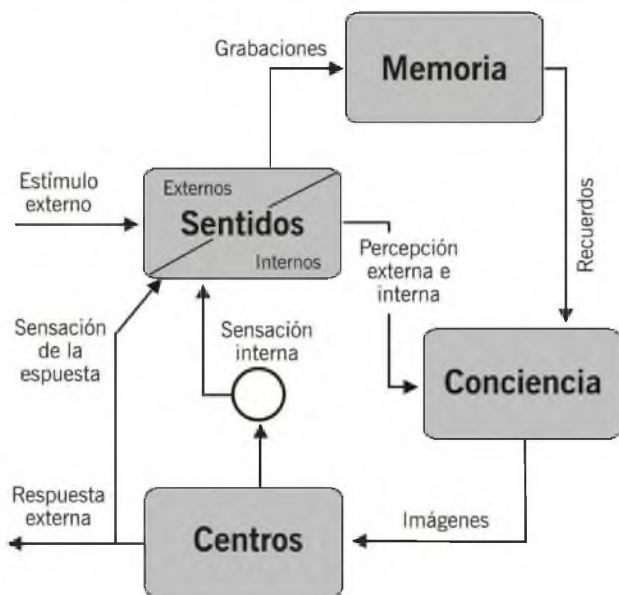 Grabaciones
Memoria
Estímulo
externo
Externos
Sentidos
Internos
Percepción
externa e
interna
Recuerdos
Sensación
de la
espuesta
Sensación
interna
Conciencia
Respuesta
externa
Centros
Imágenes